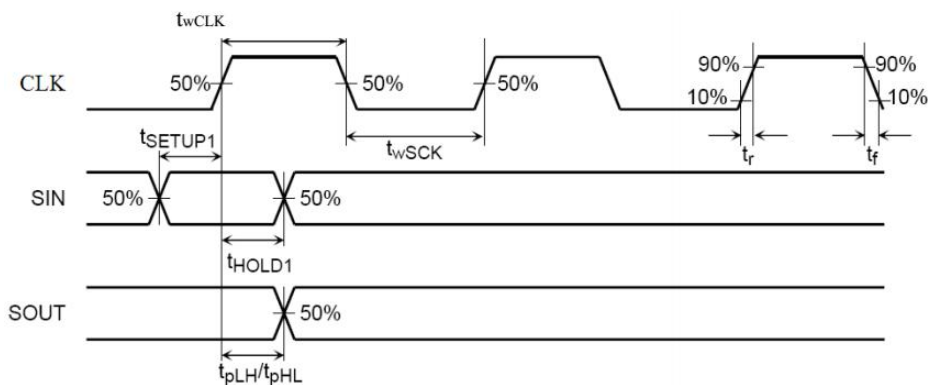 twCLK
CLK
50%
50%
50%
90%
10%
90%
10%
tSETUP1
twSCK
tr
tf
SIN
50%
50%
tHOLD1
SOUT
50%
tpLH/tpHL